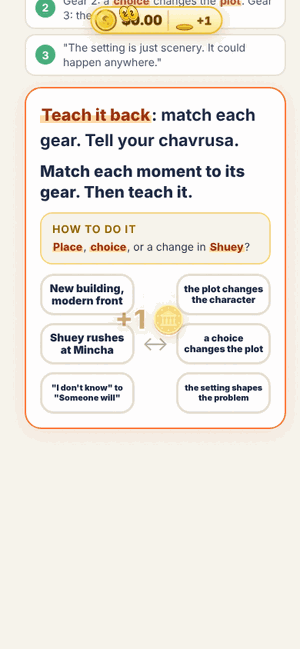 2
Gear 2: a choice changes the plot. Gear
3: the
.00
+1
3
"The setting is just scenery. It could
happen anywhere."
Teach it back: match each
gear. Tell your chavrusa.
Match each moment to its
gear. Then teach it.
HOW TO DO IT
Place, choice, or a change in Shuey?
New building,
modern front
the plot changes
the character
+1
Shuey rushes
at Mincha
a choice
changes the plot
"I don't know" to
"Someone will"
the setting shapes
the problem